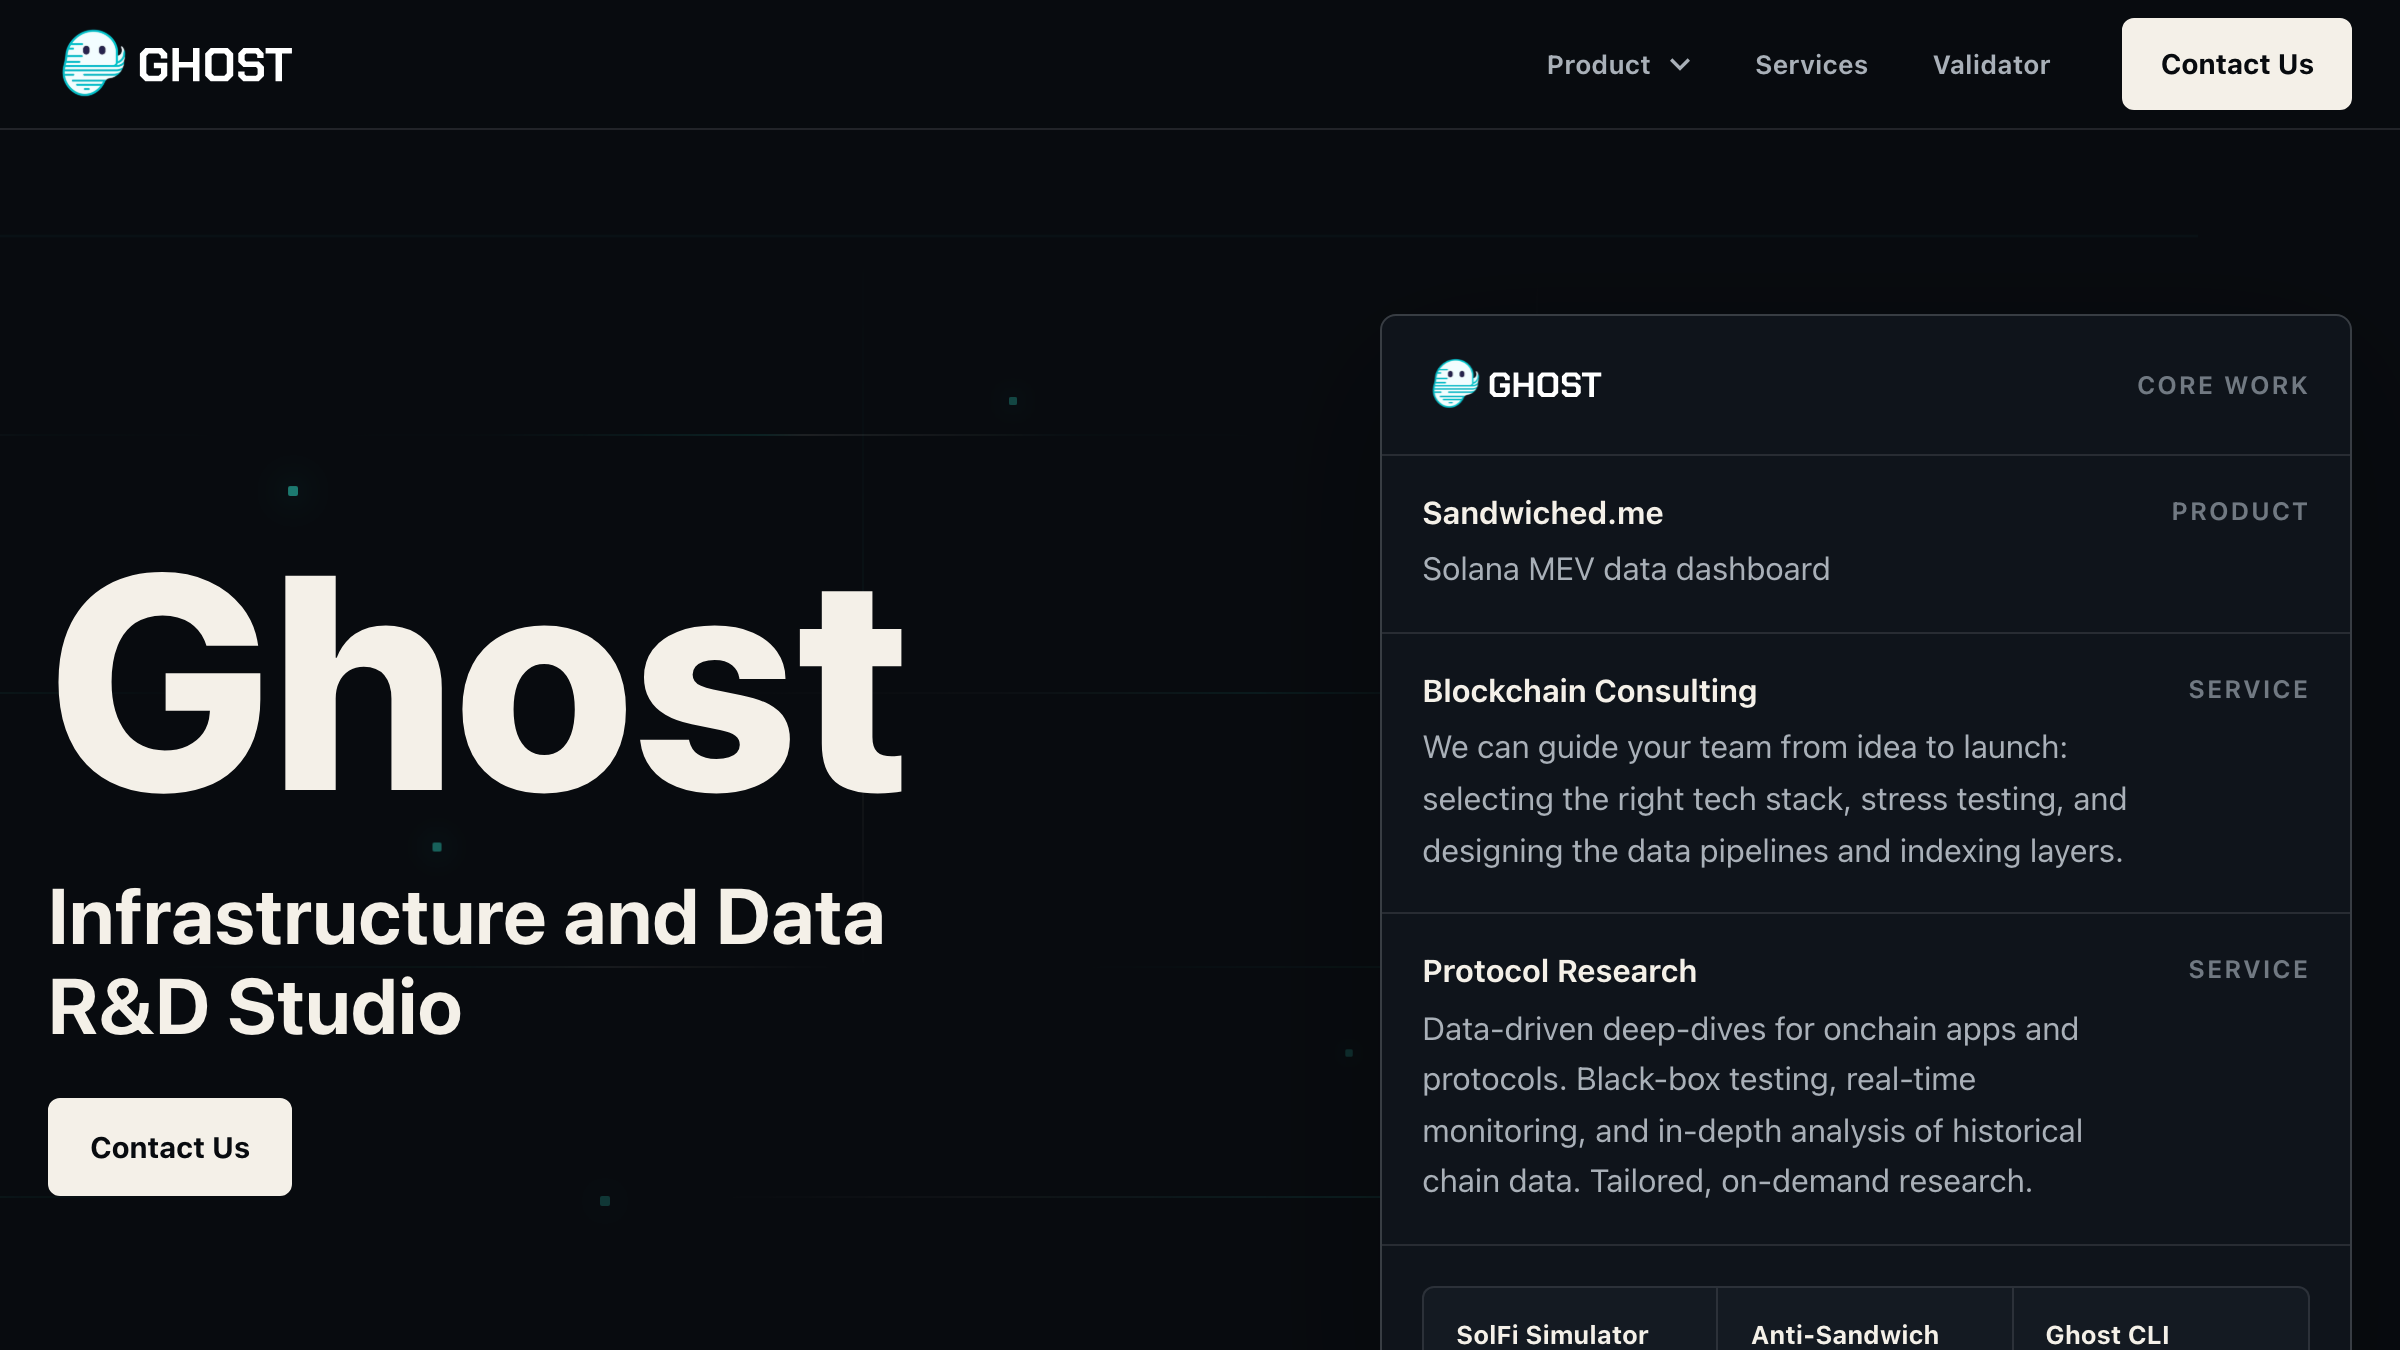 GHOST
Product
Services
Validator
Contact Us
Ghost
Infrastructure and Data
R&D Studio
Contact Us
GHOST
CORE WORK
Sandwiched.me
PRODUCT
Solana MEV data dashboard
Blockchain Consulting
SERVICE
We can guide your team from idea to launch:
selecting the right tech stack, stress testing, and
designing the data pipelines and indexing layers.
Protocol Research
SERVICE
Data-driven deep-dives for onchain apps and
protocols. Black-box testing, real-time
monitoring, and in-depth analysis of historical
chain data. Tailored, on-demand research.
SolFi Simulator
Anti-Sandwich
Ghost CLI